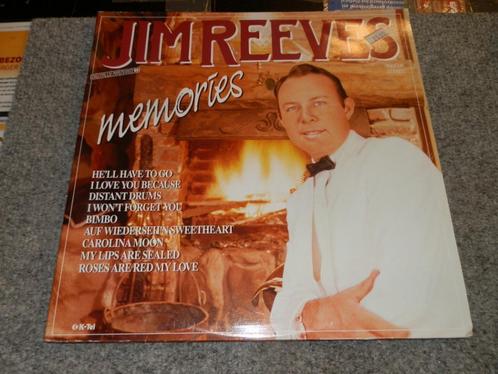 JIM REEVES
memories
HE'LL HAVE TO GO
I LOVE YOU BECAUSE
DISTANT DRUMS
I WON'T FORGET YOU
BIMBO
AUF WIEDERSEH'N SWEETHEART
CAROLINA MOON
MY LIPS ARE SEALED
ROSES ARE RED MY LOVE
K-Tel